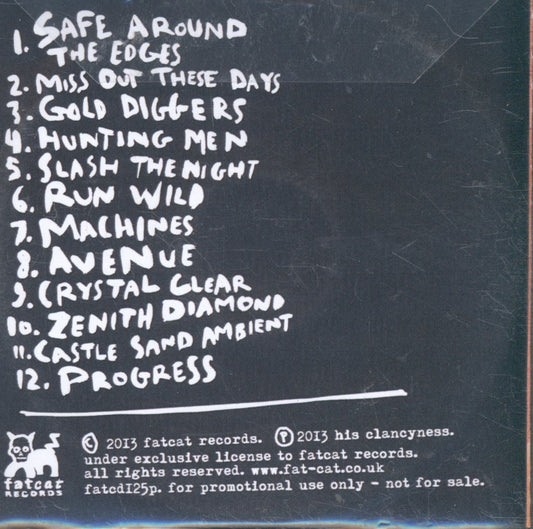 1. SAFE AROUND
THE EDGES
2. MISS OUT THESE DAYS
3. GOLD DIGGERS
4. HUNTING MEN
5. SLASH THE NIGHT
6. RUN WILD
7. MACHINES
8. AVENUE
9. CRYSTAL CLEAR
10. ZENITH DIAMOND
11. CASTLE SAND AMBIENT
12. PROGRESS
© 2013 fatcat records. ℗ 2013 his clancyness.
under exclusive license to fatcat records.
all rights reserved. www.fat-cat.co.uk
fatcd125p. for promotional use only - not for sale.
fatcat
RECORDS